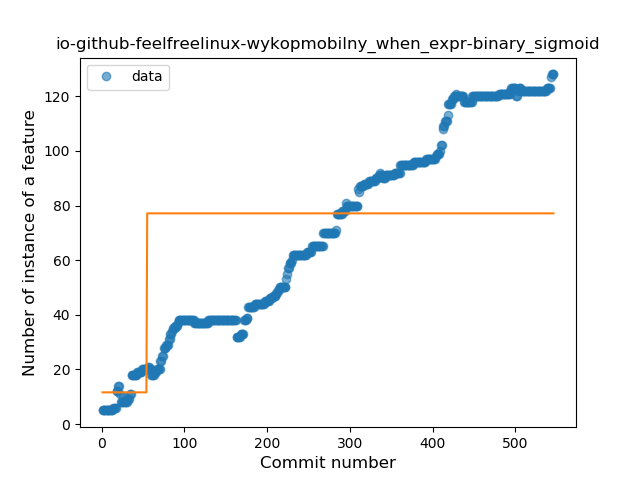 io-github-feelfreelinux-wykopmobilny_when_expr-binary_sigmoid
data
Number of instance of a feature
120
100
80
60
40
20
0
0 100 200 300 400 500
Commit number